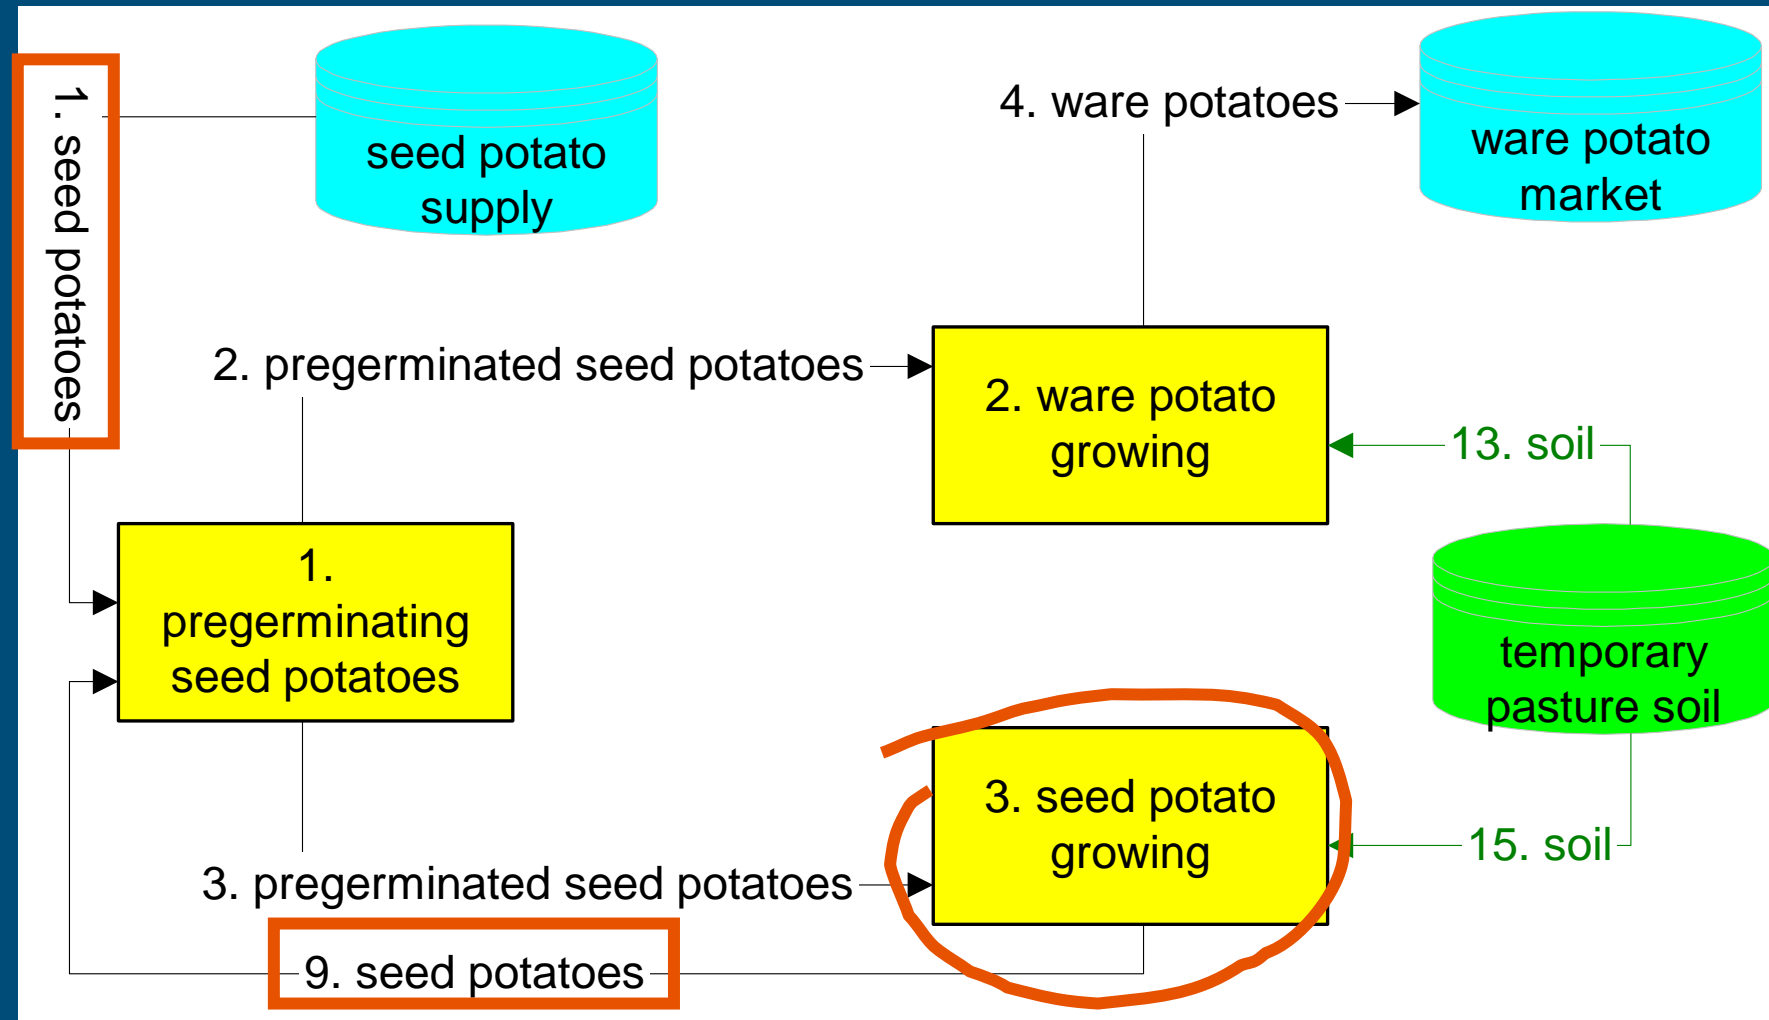 1. seed potatoes
seed potato
supply
4. ware potatoes
ware potato
market
2. pregerminated seed potatoes
2. ware potato
growing
13. soil
1.
pregerminating
seed potatoes
temporary
pasture soil
3. seed potato
growing
15. soil
3. pregerminated seed potatoes
9. seed potatoes